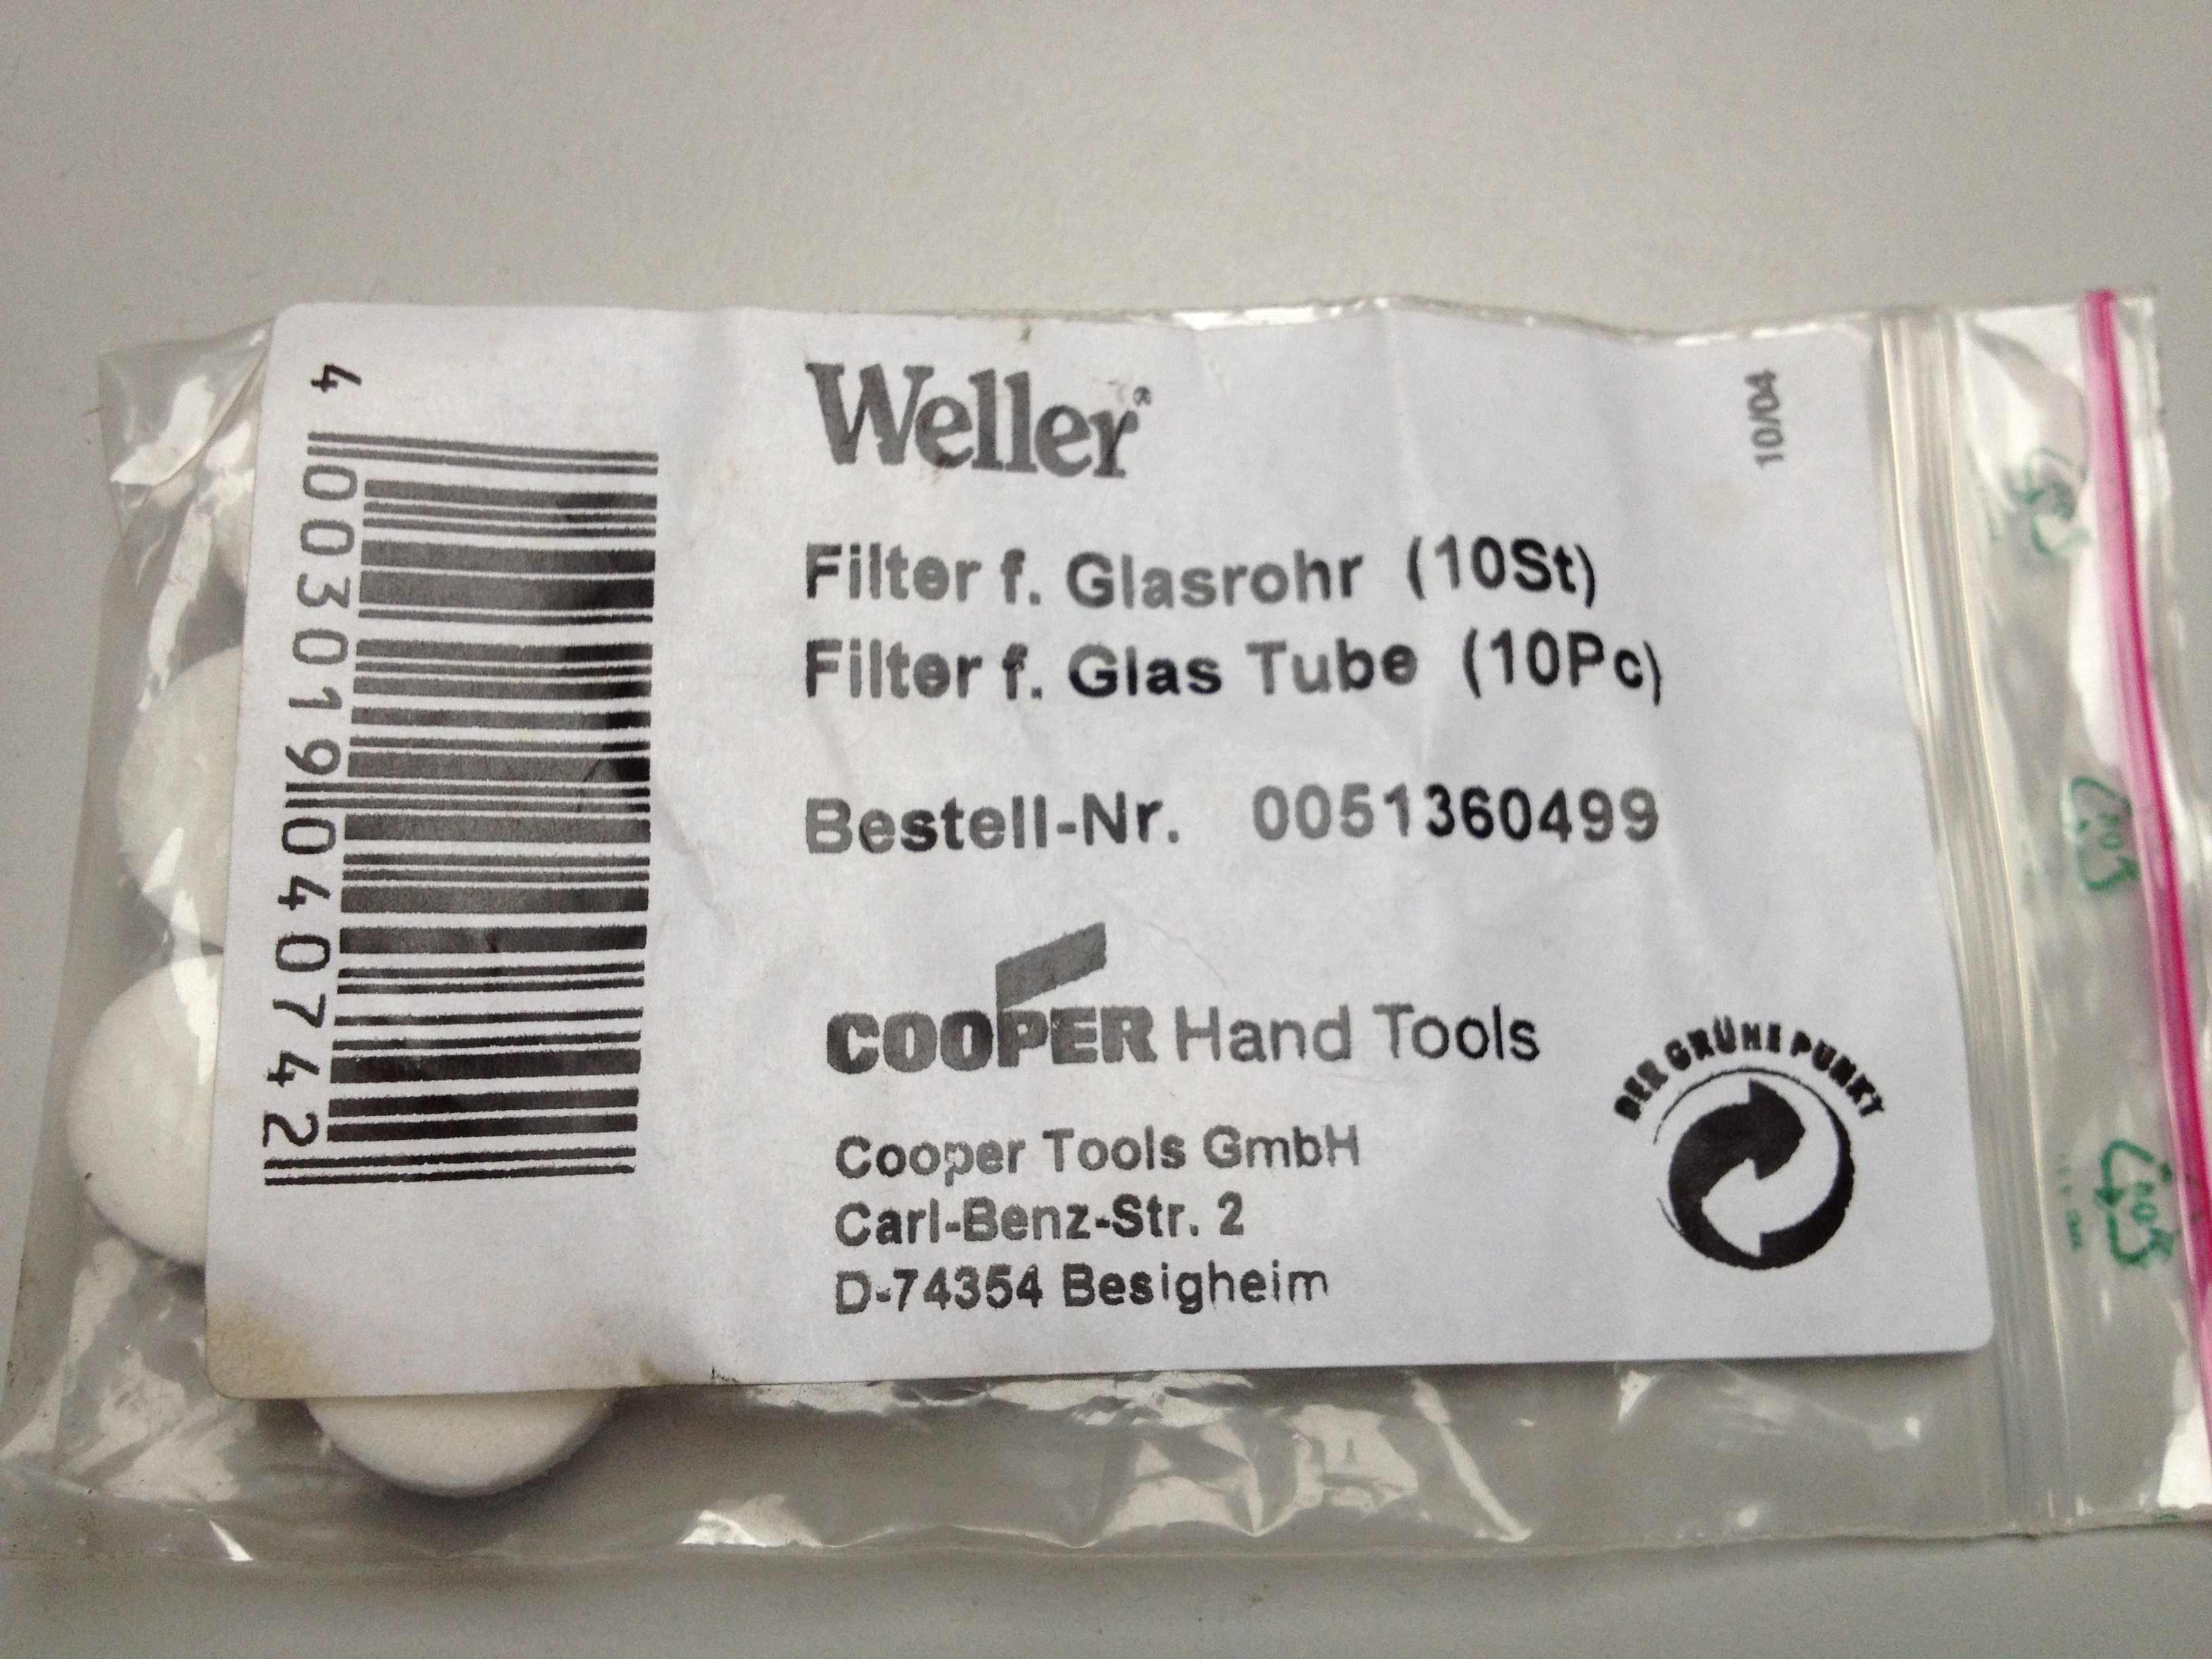 Weller®
10/04
Filter f. Glasrohr (10St)
Filter f. Glas Tube (10Pc)
Bestell-Nr. 0051360499
COOPER Hand Tools
Cooper Tools GmbH
Carl-Benz-Str. 2
D-74354 Besigheim
DER GRÜNE PUNKT
4 003019 040742